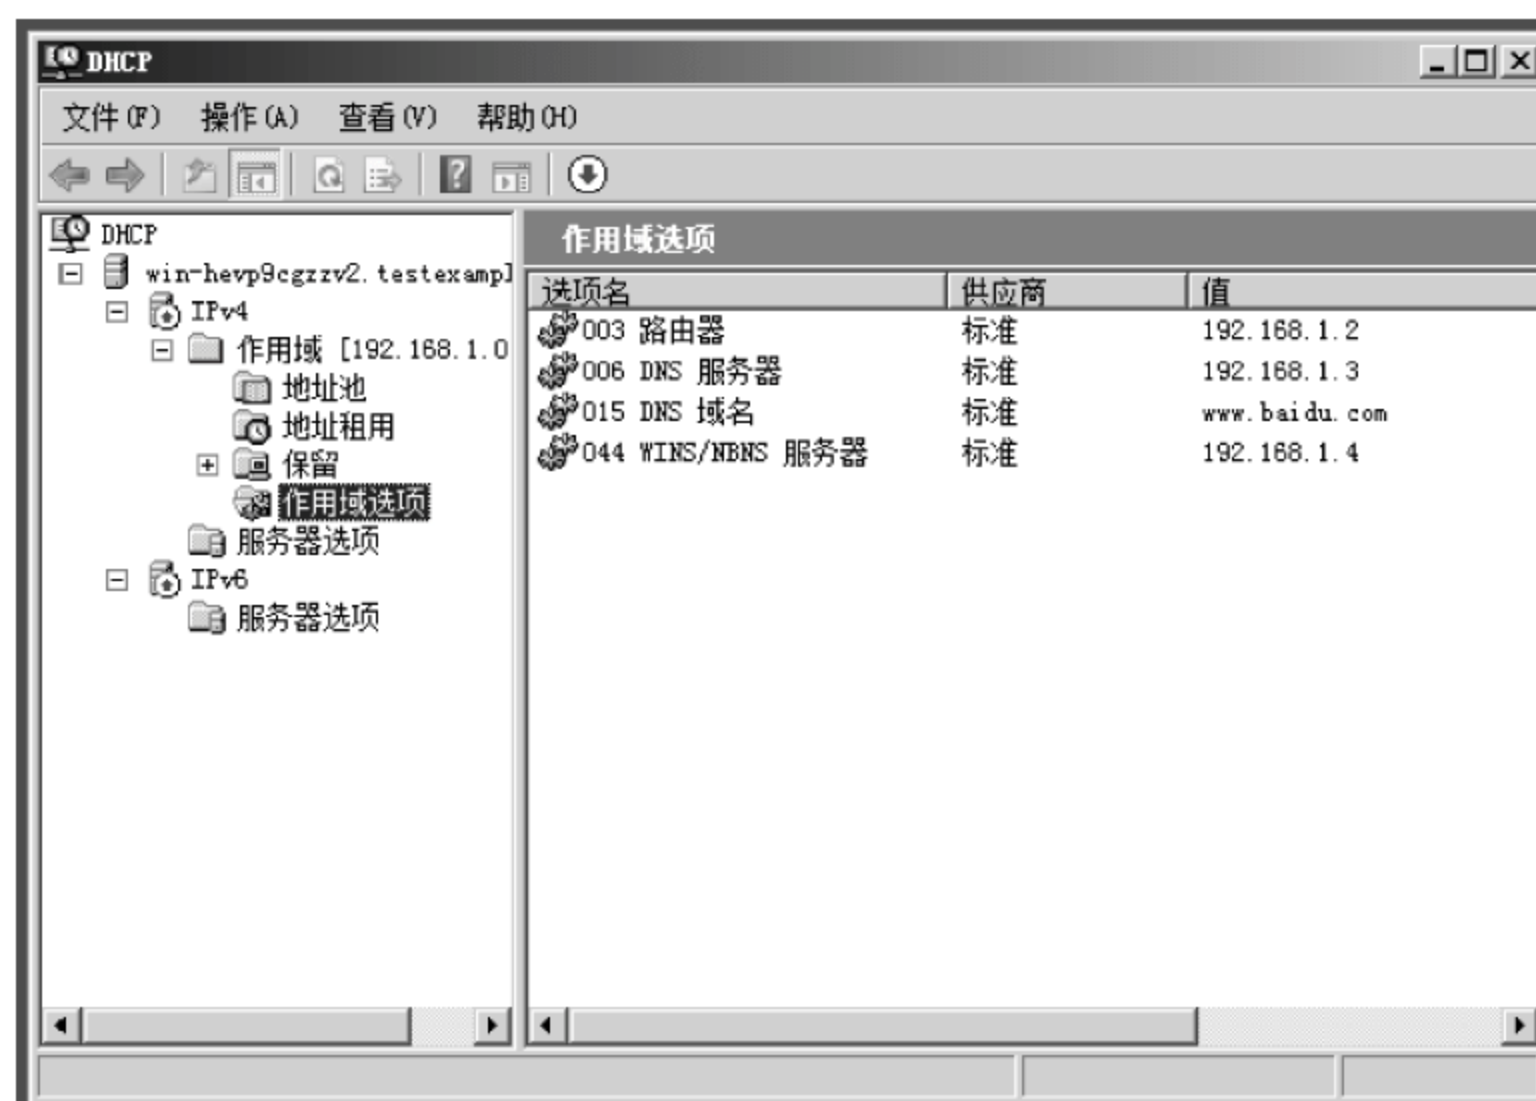 DHCP
文件(F) 操作(A) 查看(V) 帮助(H)
DHCP
win-hevp9cgzzv2.testexampl
IPv4
作用域 [192.168.1.0
地址池
地址租用
保留
作用域选项
服务器选项
IPv6
服务器选项
作用域选项
选项名 供应商 值
003 路由器 标准 192.168.1.2
006 DNS 服务器 标准 192.168.1.3
015 DNS 域名 标准 www.baidu.com
044 WINS/NBNS 服务器 标准 192.168.1.4